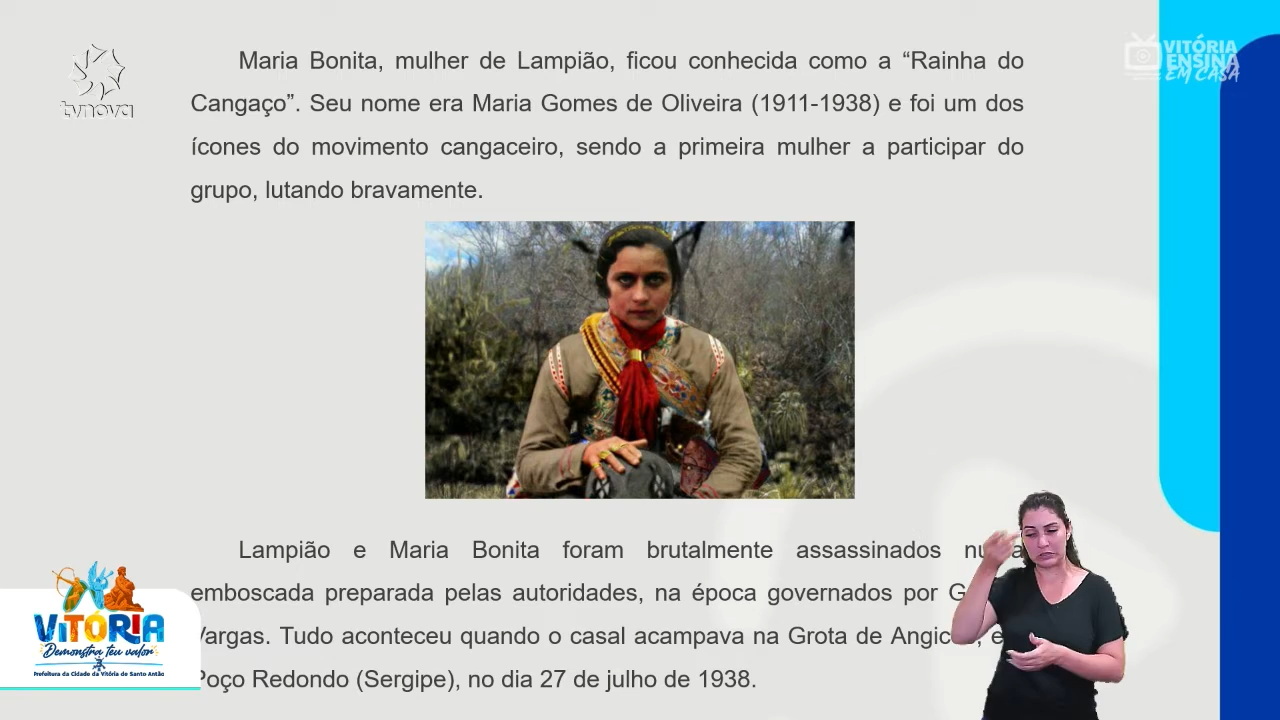 Maria Bonita, mulher de Lampião, ficou conhecida como a “Rainha do
Cangaço”. Seu nome era Maria Gomes de Oliveira (1911-1938) e foi um dos
ícones do movimento cangaceiro, sendo a primeira mulher a participar do
grupo, lutando bravamente.
Lampião e Maria Bonita foram brutalmente assassinados
emboscada preparada pelas autoridades, na época governados por
Vargas. Tudo aconteceu quando o casal acampava na Grota de
Poço Redondo (Sergipe), no dia 27 de julho de 1938.
tvnova
VITÓRIA
ENSINA
EM CASA
VITÓRIA
Demonstra teu valor
Prefeitura da Cidade da Vitória de Santo Antão